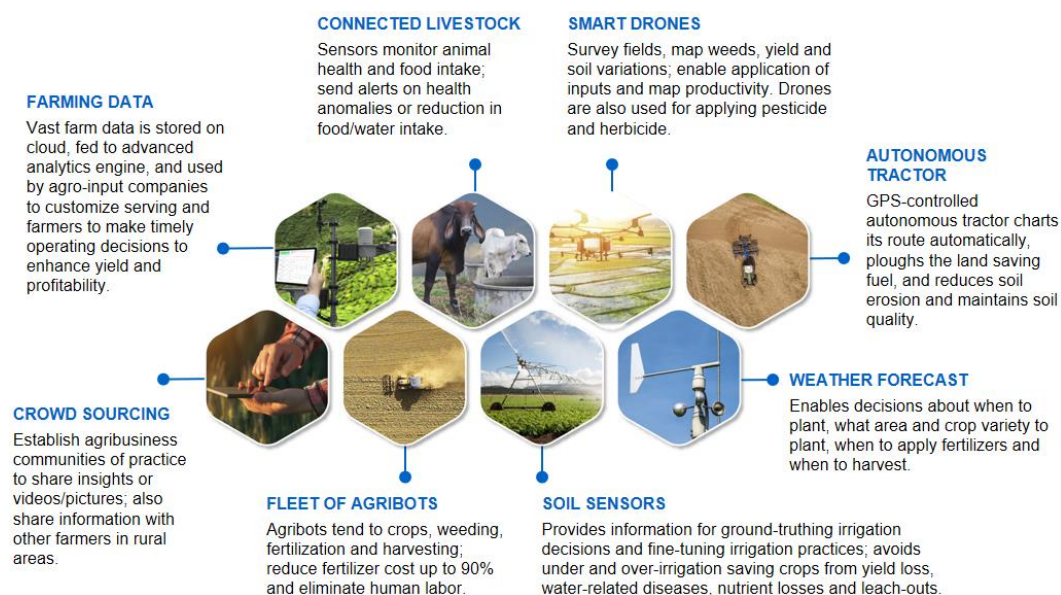 CONNECTED LIVESTOCK
Sensors monitor animal
health and food intake;
send alerts on health
anomalies or reduction in
food/water intake.
SMART DRONES
Survey fields, map weeds, yield and
soil variations; enable application of
inputs and map productivity. Drones
are also used for applying pesticide
and herbicide.
FARMING DATA
Vast farm data is stored on
cloud, fed to advanced
analytics engine, and used
by agro-input companies
to customize serving and
farmers to make timely
operating decisions to
enhance yield and
profitability.
AUTONOMOUS
TRACTOR
GPS-controlled
autonomous tractor charts
its route automatically,
ploughs the land saving
fuel, and reduces soil
erosion and maintains soil
quality.
CROWD SOURCING
Establish agribusiness
communities of practice
to share insights or
videos/pictures; also
share information with
other farmers in rural
areas.
WEATHER FORECAST
Enables decisions about when to
plant, what area and crop variety to
plant, when to apply fertilizers and
when to harvest.
FLEET OF AGRIBOTS
Agribots tend to crops, weeding,
fertilization and harvesting;
reduce fertilizer cost up to 90%
and eliminate human labor.
SOIL SENSORS
Provides information for ground-truthing irrigation
decisions and fine-tuning irrigation practices; avoids
under and over-irrigation saving crops from yield loss,
water-related diseases, nutrient losses and leach-outs.